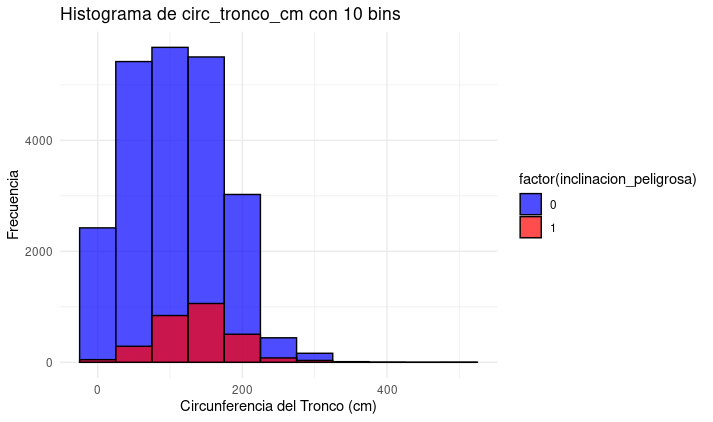 Histograma de circ_tronco_cm con 10 bins
Frecuencia
4000
2000
0
0
200
400
Circunferencia del Tronco (cm)
factor(inclinacion_peligrosa)
0
1